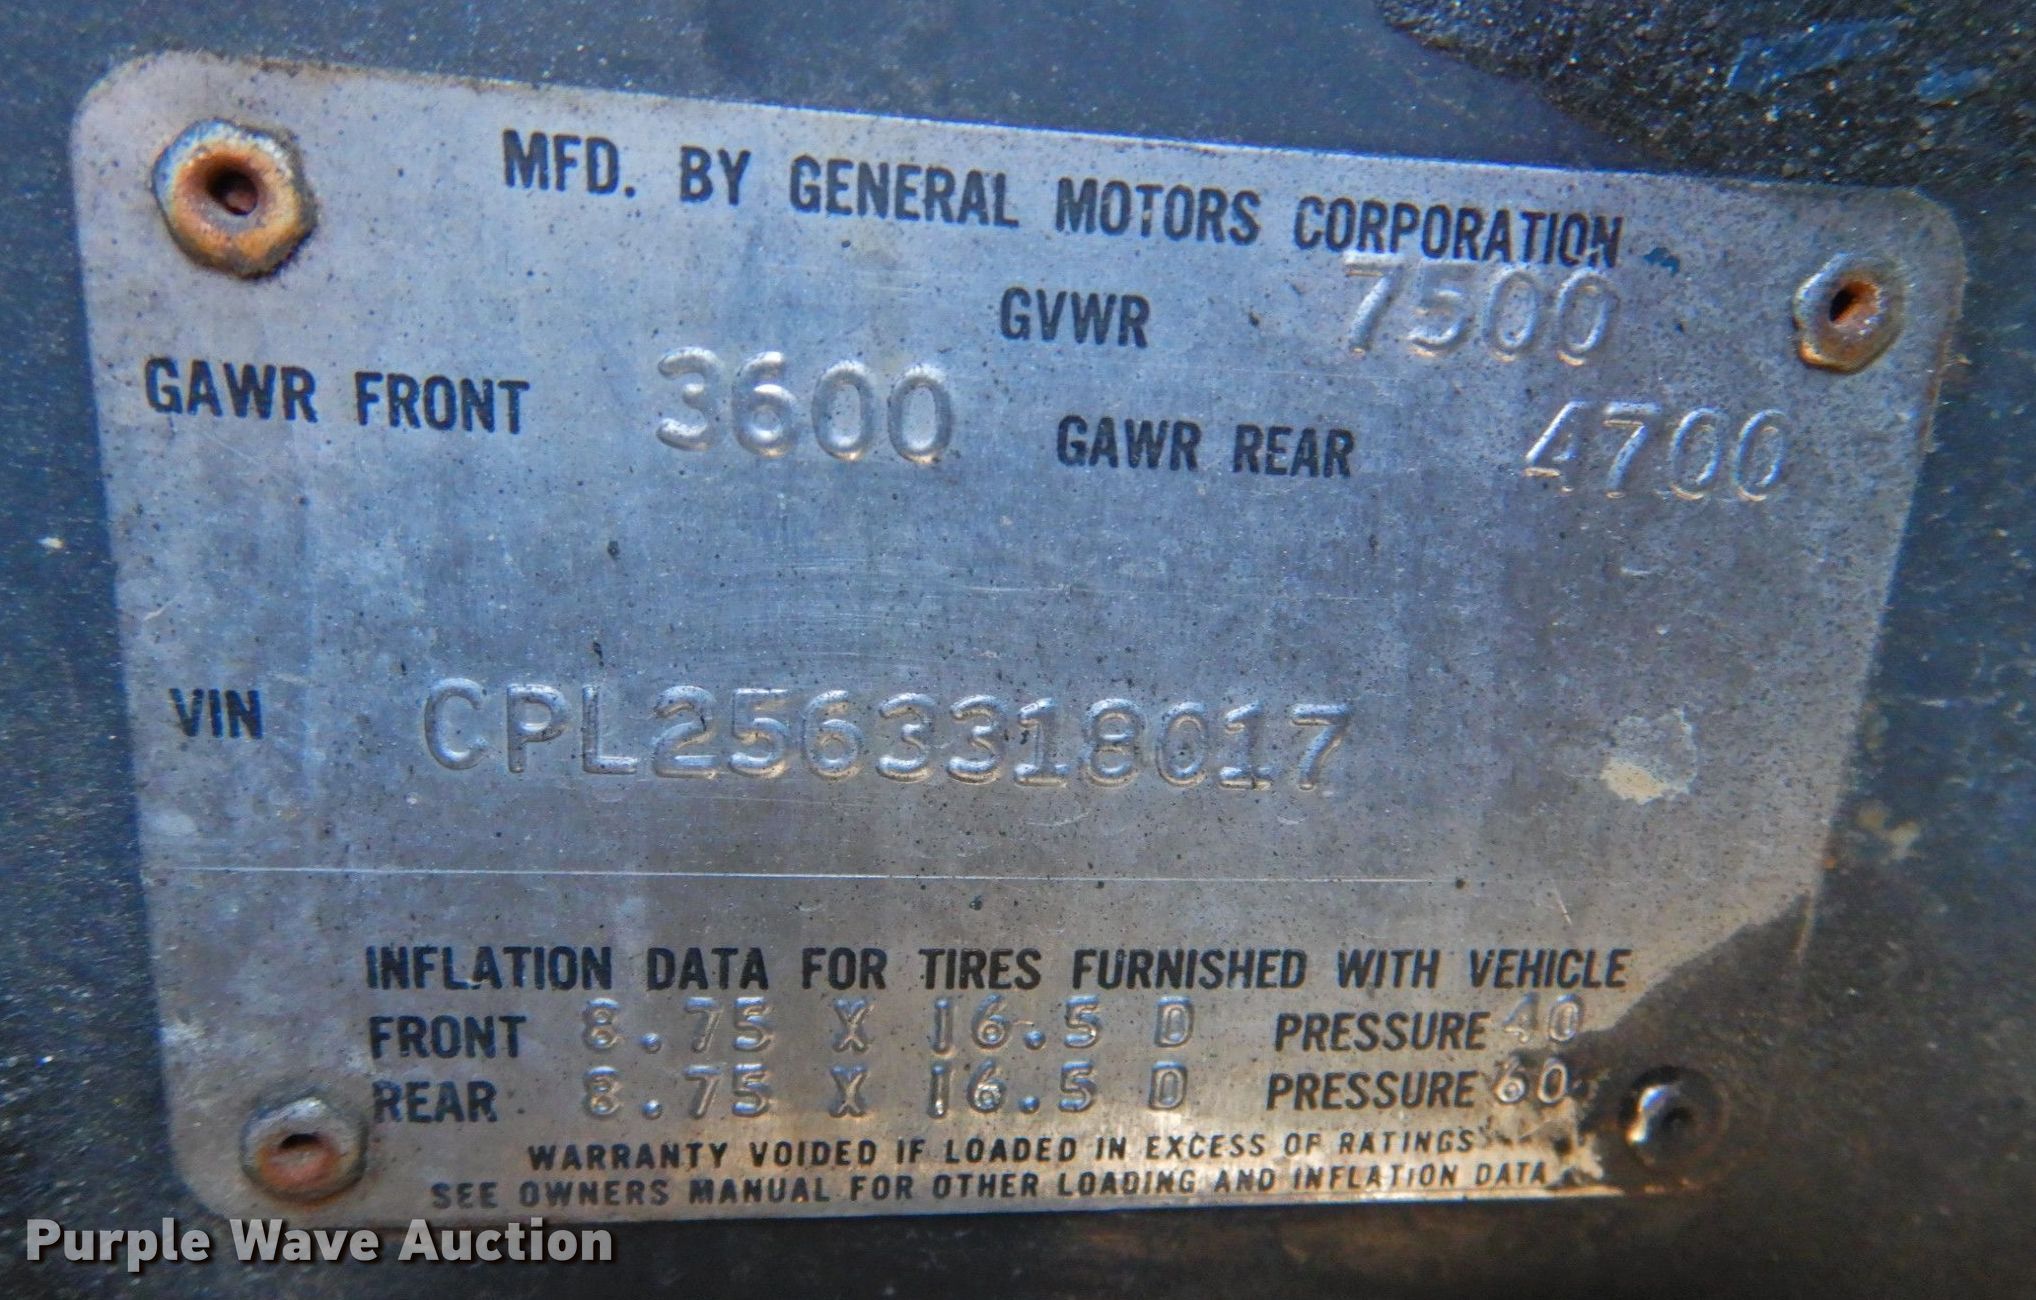 MFD. BY GENERAL MOTORS CORPORATION
GVWR 7500
GAWR FRONT 3600 GAWR REAR 4700
VIN CPL2563318017
INFLATION DATA FOR TIRES FURNISHED WITH VEHICLE
FRONT 8.75 X 16.5 D PRESSURE 40
REAR 8.75 X 16.5 D PRESSURE 60
WARRANTY VOIDED IF LOADED IN EXCESS OF RATINGS
SEE OWNERS MANUAL FOR OTHER LOADING AND INFLATION DATA
Purple Wave Auction